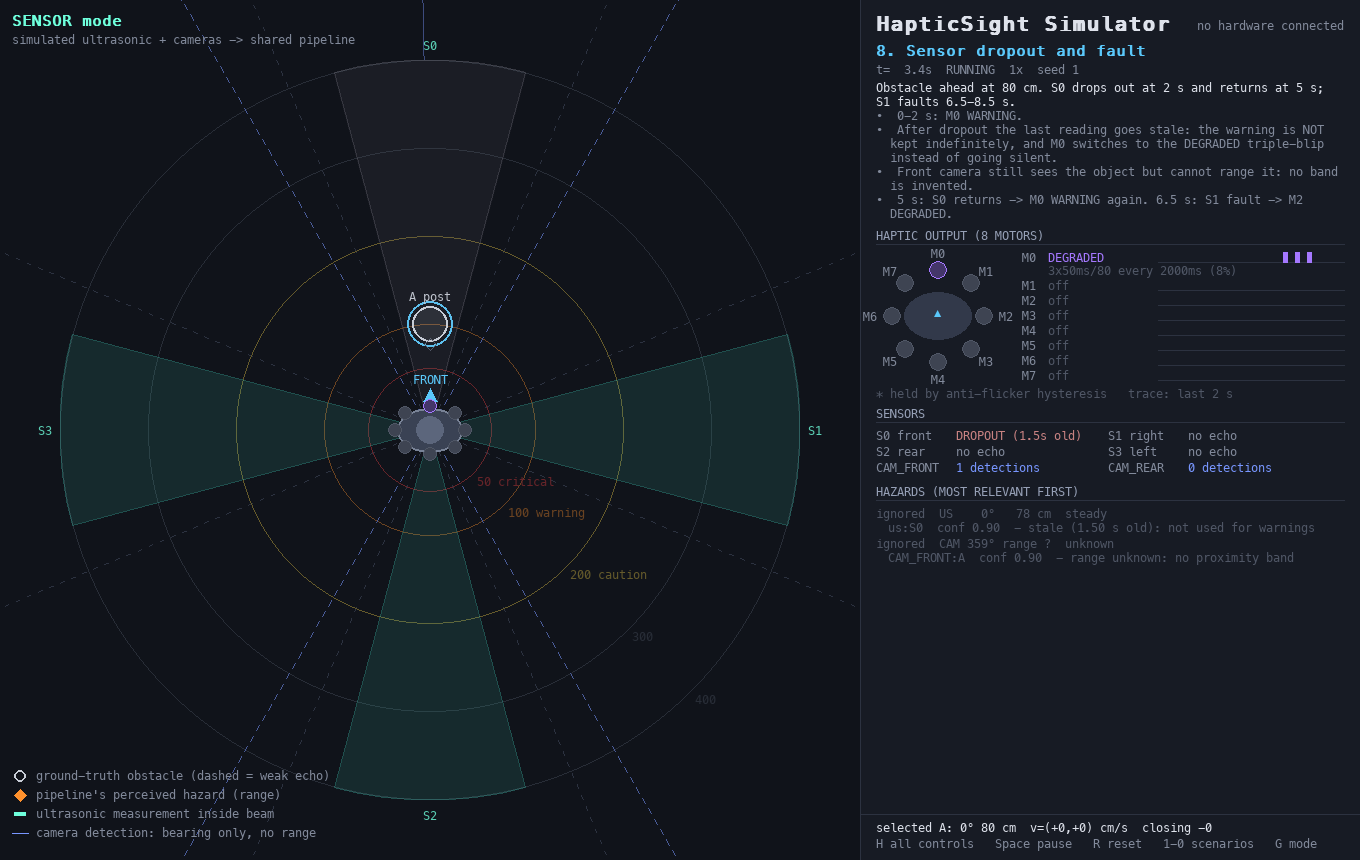 SENSOR mode
simulated ultrasonic + cameras −> shared pipeline
S0
A post
FRONT
S3
S1
50 critical
100 warning
200 caution
300
400
S2
ground−truth obstacle (dashed = weak echo)
pipeline's perceived hazard (range)
ultrasonic measurement inside beam
camera detection: bearing only, no range
HapticSight Simulator
no hardware connected
8. Sensor dropout and fault
t=  3.4s  RUNNING  1x  seed 1
Obstacle ahead at 80 cm. S0 drops out at 2 s and returns at 5 s;
S1 faults 6.5−8.5 s.
•  0−2 s: M0 WARNING.
•  After dropout the last reading goes stale: the warning is NOT
kept indefinitely, and M0 switches to the DEGRADED triple−blip
instead of going silent.
•  Front camera still sees the object but cannot range it: no band
is invented.
•  5 s: S0 returns −> M0 WARNING again. 6.5 s: S1 fault −> M2
DEGRADED.
HAPTIC OUTPUT (8 MOTORS)
M0
M7
M1
M6
M2
M5
M3
M4
M0  DEGRADED
3x50ms/80 every 2000ms (8%)
M1  off
M2  off
M3  off
M4  off
M5  off
M6  off
M7  off
* held by anti−flicker hysteresis   trace: last 2 s
SENSORS
S0 front   DROPOUT (1.5s old)   S1 right   no echo
S2 rear    no echo   S3 left    no echo
CAM_FRONT  1 detections   CAM_REAR   0 detections
HAZARDS (MOST RELEVANT FIRST)
ignored  US    0°   78 cm  steady
us:S0  conf 0.90  − stale (1.50 s old): not used for warnings
ignored  CAM 359° range ?  unknown
CAM_FRONT:A  conf 0.90  − range unknown: no proximity band
selected A: 0° 80 cm  v=(+0,+0) cm/s  closing −0
H all controls   Space pause   R reset   1−0 scenarios   G mode